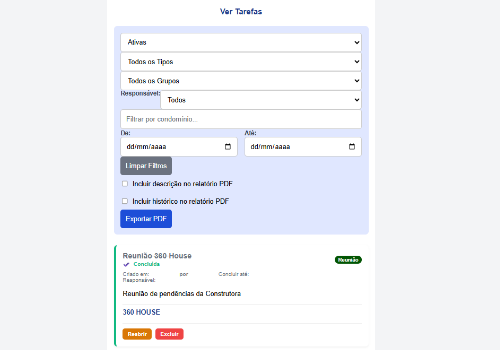 Ver Tarefas
Ativas
Todos os Tipos
Todos os Grupos
Responsável:
Todos
Filtrar por condomínio...
De:
Até:
dd/mm/aaaa
dd/mm/aaaa
Limpar Filtros
Incluir descrição no relatório PDF
Incluir histórico no relatório PDF
Exportar PDF
Reunião 360 House
Reunião
Concluída
Criado em: por Concluir até:
Responsável:
Reunião de pendências da Construtora
360 HOUSE
Reabrir
Excluir